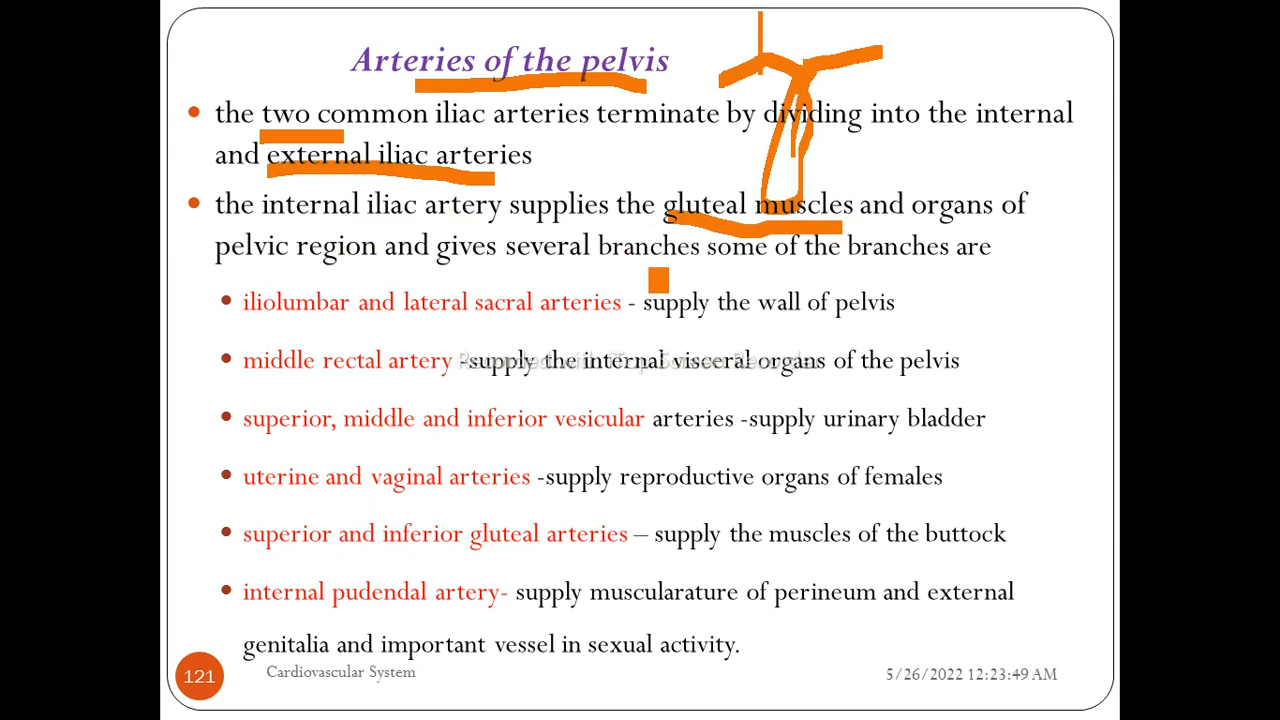 Arteries of the pelvis
the two common iliac arteries terminate by dividing into the internal
and external iliac arteries
the internal iliac artery supplies the gluteal muscles and organs of
pelvic region and gives several branches some of the branches are
iliolumbar and lateral sacral arteries - supply the wall of pelvis
middle rectal artery -supply the internal visceral organs of the pelvis
superior, middle and inferior vesicular arteries -supply urinary bladder
uterine and vaginal arteries -supply reproductive organs of females
superior and inferior gluteal arteries – supply the muscles of the buttock
internal pudendal artery- supply muscularature of perineum and external
genitalia and important vessel in sexual activity.
121
Cardiovascular System
5/26/2022 12:23:49 AM